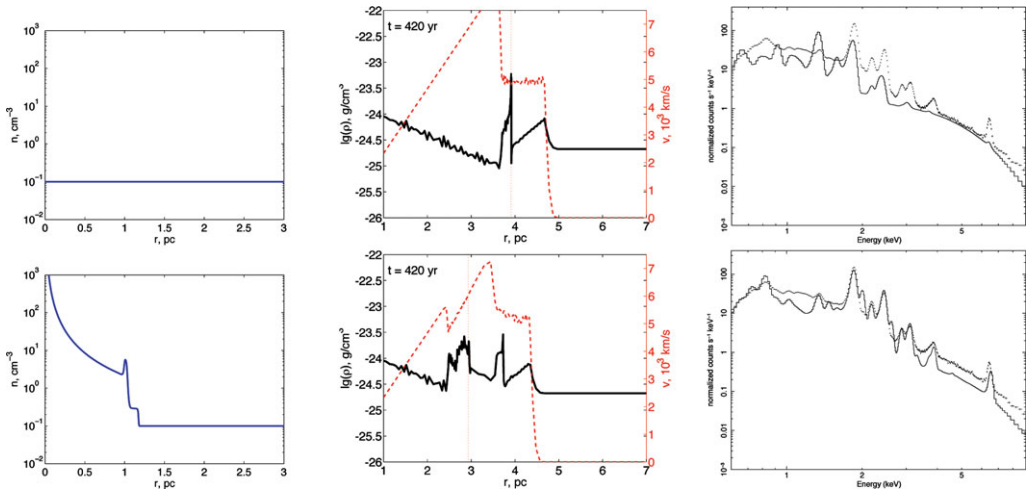 10³
10²
10¹
10⁰
10⁻¹
10⁻²
n, cm⁻³
0 0.5 1 1.5 2 2.5 3
r, pc
t = 420 yr
-22
-22.5
-23
-23.5
-24
-24.5
-25
-25.5
-26
lg(ρ), g/cm³
1 2 3 4 5 6 7
r, pc
7
6
5
4
3
2
1
0
v, 10³ km/s
100
10
1
0.1
0.01
10⁻³
normalized counts s⁻¹ keV⁻¹
1 2 5
Energy (keV)
10³
10²
10¹
10⁰
10⁻¹
10⁻²
n, cm⁻³
0 0.5 1 1.5 2 2.5 3
r, pc
t = 420 yr
-22
-22.5
-23
-23.5
-24
-24.5
-25
-25.5
-26
lg(ρ), g/cm³
1 2 3 4 5 6 7
r, pc
7
6
5
4
3
2
1
0
v, 10³ km/s
100
10
1
0.1
0.01
10⁻³
normalized counts s⁻¹ keV⁻¹
1 2 5
Energy (keV)